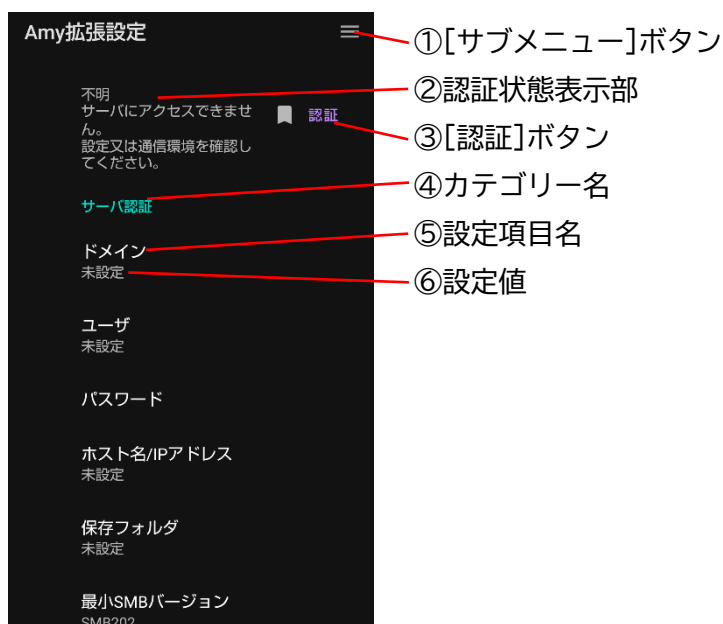 Amy拡張設定
①[サブメニュー]ボタン
不明
サーバにアクセスできませ
ん。
設定又は通信環境を確認し
てください。
認証
②認証状態表示部
③[認証]ボタン
サーバ認証
④カテゴリー名
ドメイン
未設定
⑤設定項目名
⑥設定値
ユーザ
未設定
パスワード
ホスト名/IPアドレス
未設定
保存フォルダ
未設定
最小SMBバージョン
SMB202